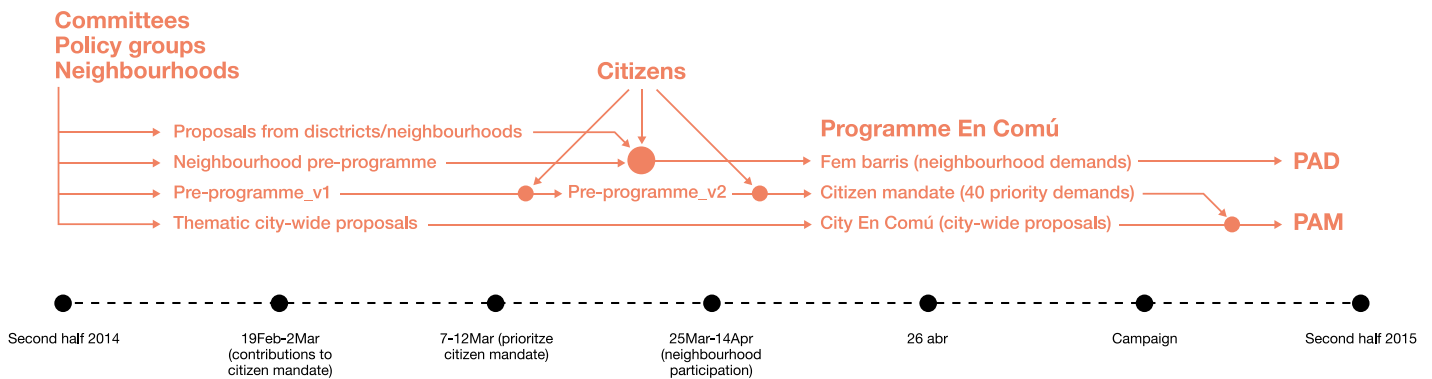 Committees
Policy groups
Neighbourhoods
Citizens
Proposals from disctricts/neighbourhoods
Programme En Comú
Neighbourhood pre-programme
Fem barris (neighbourhood demands)
PAD
Pre-programme_v1
Pre-programme_v2
Citizen mandate (40 priority demands)
Thematic city-wide proposals
City En Comú (city-wide proposals)
PAM
Second half 2014
19Feb-2Mar
(contributions to
citizen mandate)
7-12Mar (prioritze
citizen mandate)
25Mar-14Apr
(neighbourhood
participation)
26 abr
Campaign
Second half 2015